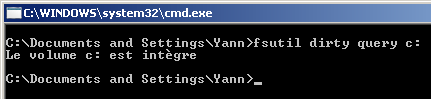 C:\WINDOWS\system32\cmd.exe
C:\Documents and Settings\Yann>fsutil dirty query c:
Le volume c: est intègre
C:\Documents and Settings\Yann>_